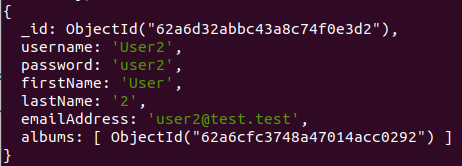 {
  _id: ObjectId("62a6d32abbc43a8c74f0e3d2"),
  username: 'User2',
  password: 'user2',
  firstName: 'User',
  lastName: '2',
  emailAddress: 'user2@test.test',
  albums: [ ObjectId("62a6cfc3748a47014acc0292") ]
}